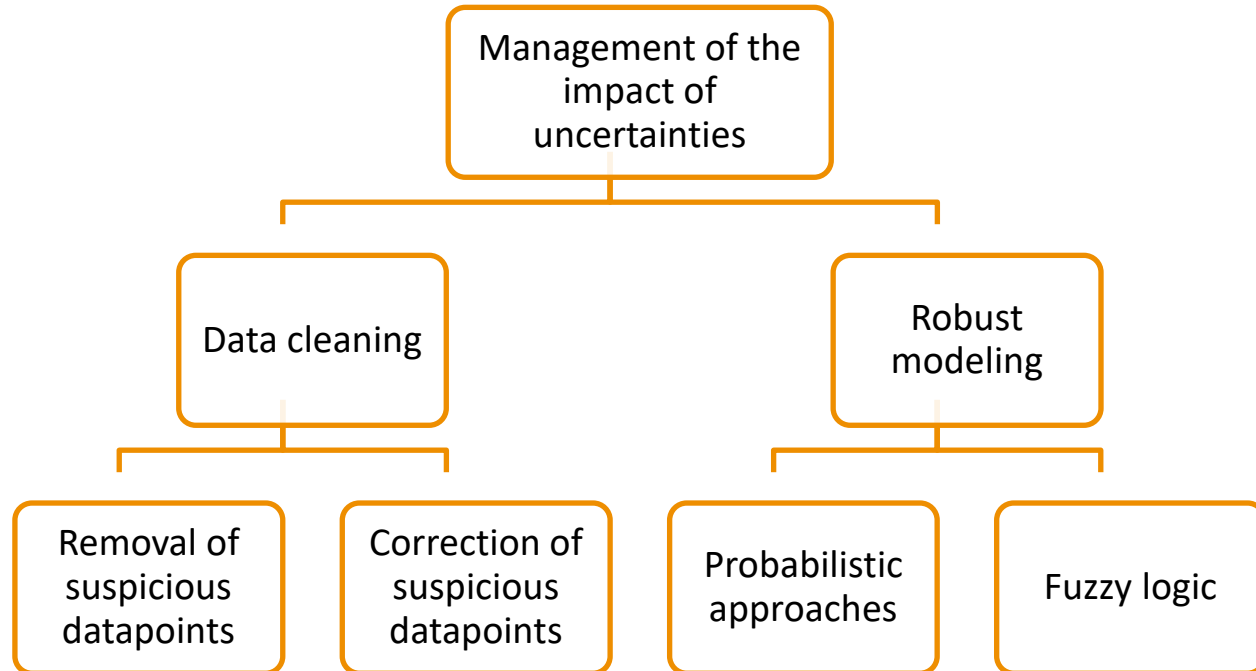 Management of the
impact of
uncertainties
Data cleaning
Robust
modeling
Removal of
suspicious
datapoints
Correction of
suspicious
datapoints
Probabilistic
approaches
Fuzzy logic